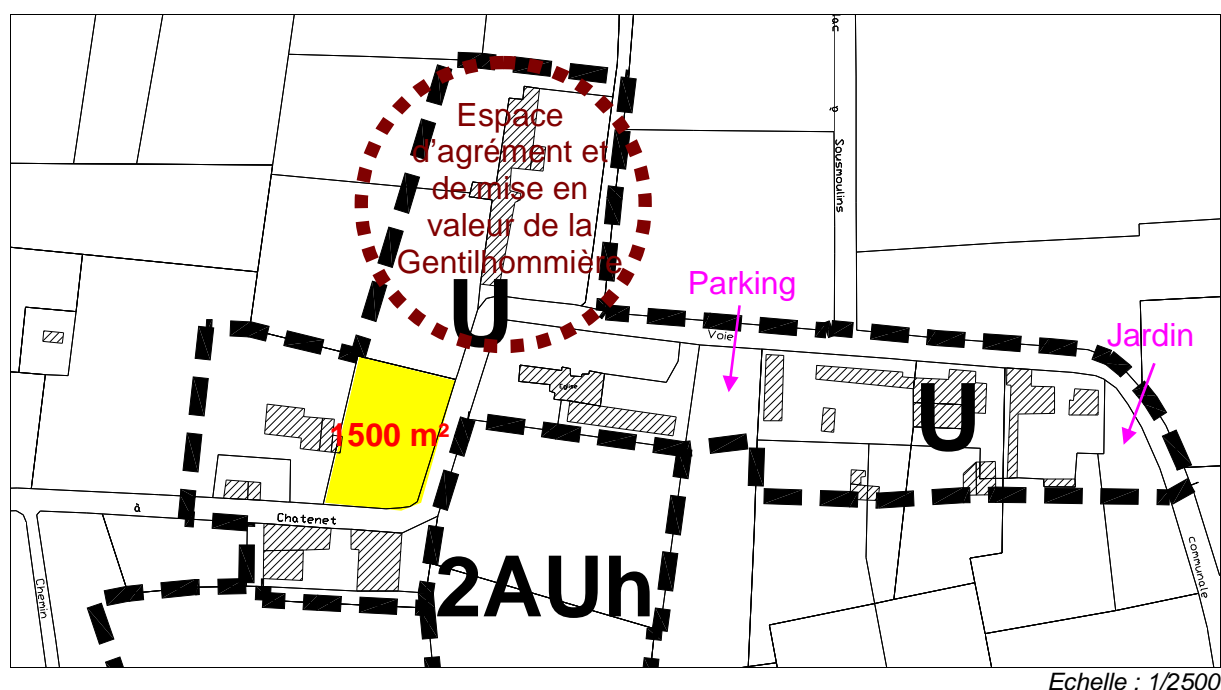 Espace
d'agrément et
de mise en
valeur de la
Gentilhommière
à
Sousmoulins
U
Parking
Voie
Jardin
Eglise
U
1500 m²
à
Chatenet
2AUh
Chemin
communale
Echelle : 1/2500